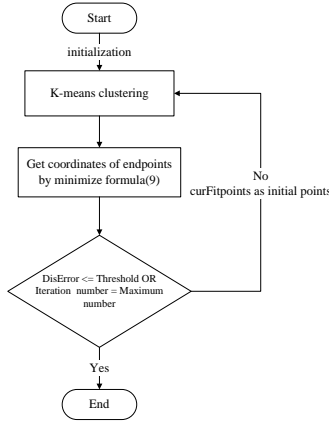 Start
initialization
K-means clustering
Get coordinates of endpoints
by minimize formula(9)
No
curFitpoints as initial points
DisError <= Threshold OR
Iteration number = Maximum
number
Yes
End